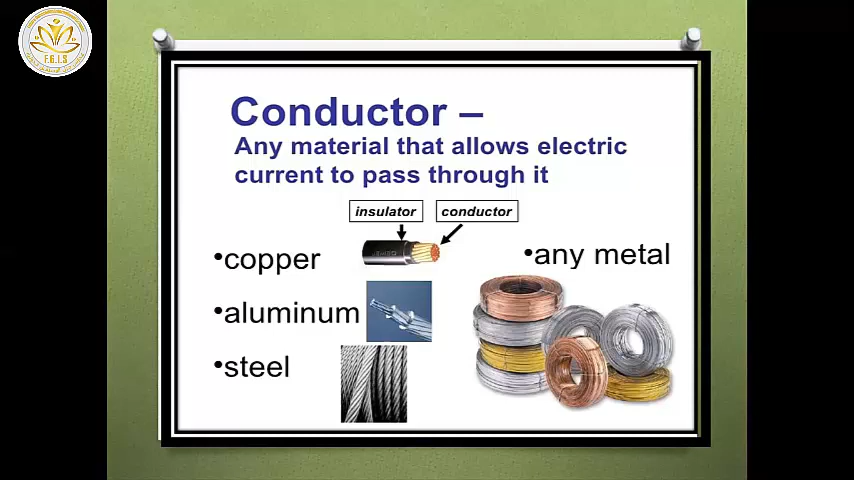 F.G.I.S
Conductor –
Any material that allows electric
current to pass through it
insulator
conductor
•copper
•any metal
•aluminum
•steel